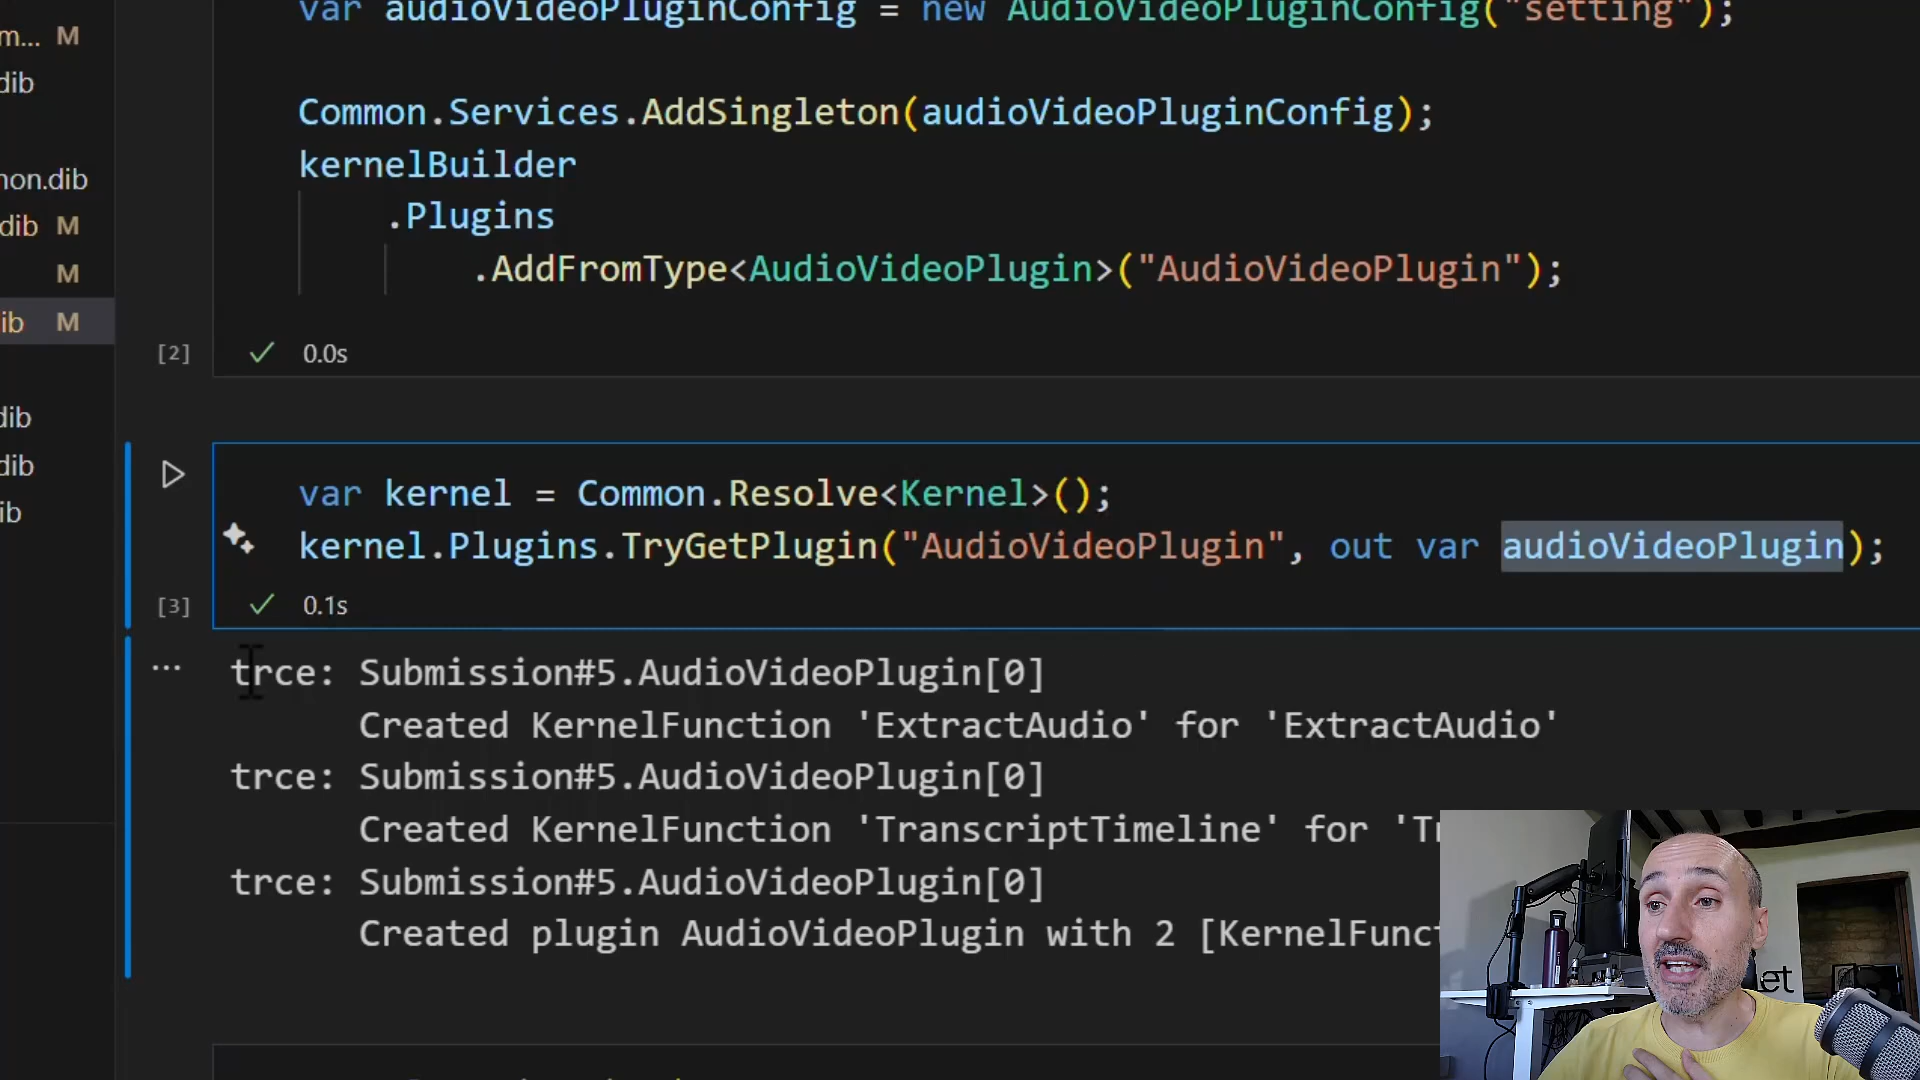 var audioVideoPluginConfig = new AudioVideoPluginConfig("setting");
m... M
dib
Common.Services.AddSingleton(audioVideoPluginConfig);
kernelBuilder
non.dib
.Plugins
dib M
.AddFromType<AudioVideoPlugin>("AudioVideoPlugin");
M
ib M
[2] 0.0s
dib
dib
ib
var kernel = Common.Resolve<Kernel>();
kernel.Plugins.TryGetPlugin("AudioVideoPlugin", out var audioVideoPlugin);
[3] 0.1s
... trce: Submission#5.AudioVideoPlugin[0]
Created KernelFunction 'ExtractAudio' for 'ExtractAudio'
trce: Submission#5.AudioVideoPlugin[0]
Created KernelFunction 'TranscriptTimeline' for 'Tr
trce: Submission#5.AudioVideoPlugin[0]
Created plugin AudioVideoPlugin with 2 [KernelFunct
et